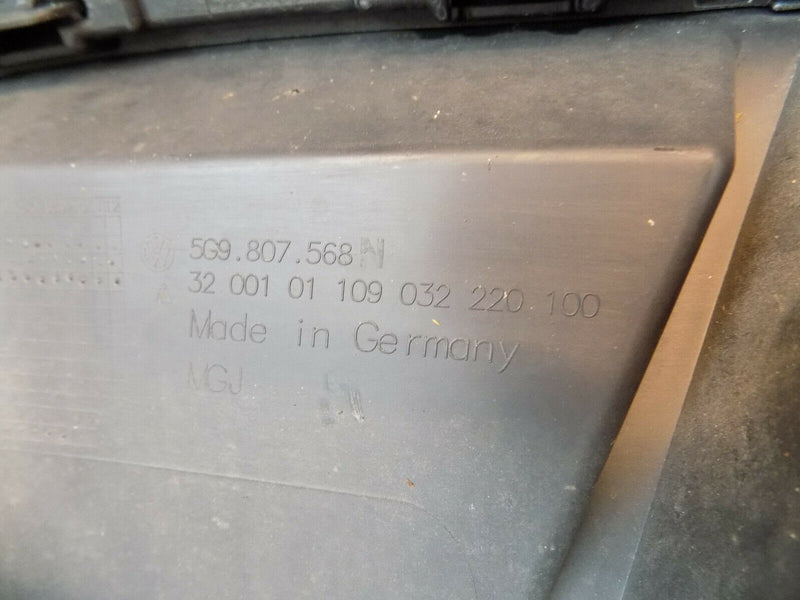 5G9.807.568 N
32 001 01 109 032 220 100
Made in Germany
MGJ